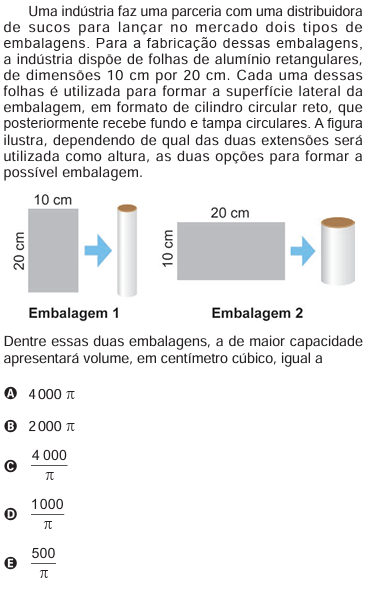 Uma indústria faz uma parceria com uma distribuidora
de sucos para lançar no mercado dois tipos de
embalagens. Para a fabricação dessas embalagens,
a indústria dispõe de folhas de alumínio retangulares,
de dimensões 10 cm por 20 cm. Cada uma dessas
folhas é utilizada para formar a superfície lateral da
embalagem, em formato de cilindro circular reto, que
posteriormente recebe fundo e tampa circulares. A figura
ilustra, dependendo de qual das duas extensões será
utilizada como altura, as duas opções para formar a
possível embalagem.
10 cm
20 cm
20 cm
10 cm
Embalagem 1
Embalagem 2
Dentre essas duas embalagens, a de maior capacidade
apresentará volume, em centímetro cúbico, igual a
A 4 000 π
B 2 000 π
C 4 000
π
D 1 000
π
E 500
π